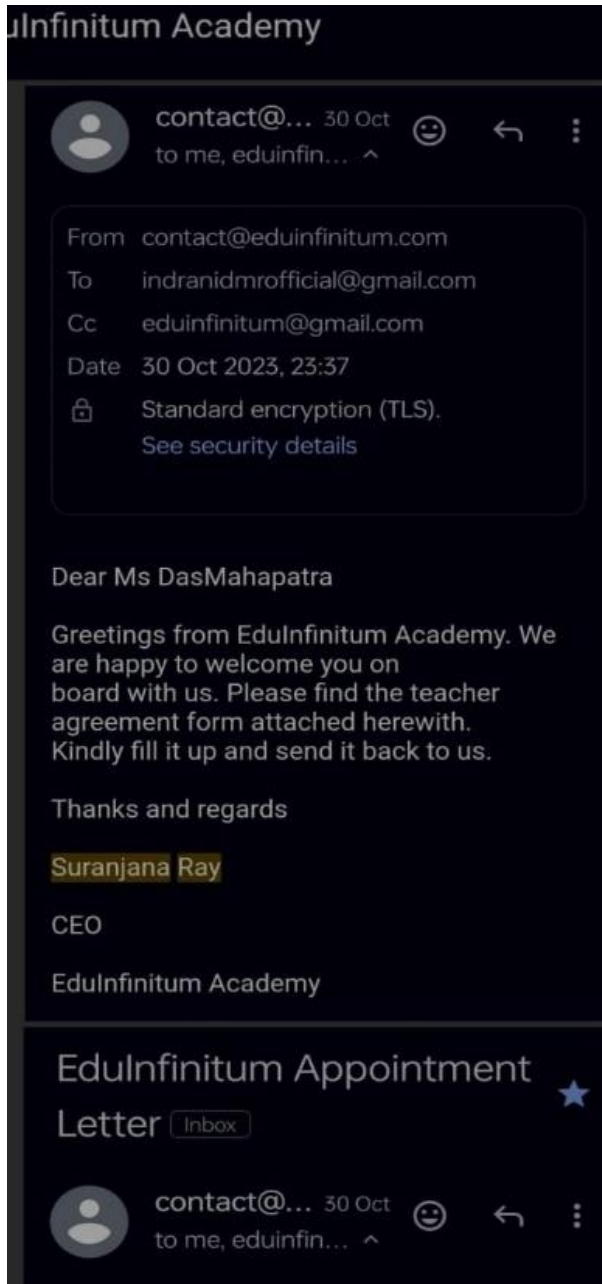 uInfinitum Academy
contact@... 30 Oct
to me, eduinfin...
From contact@eduinfinitum.com
To indranidmrofficial@gmail.com
Cc eduinfinitum@gmail.com
Date 30 Oct 2023, 23:37
Standard encryption (TLS).
See security details
Dear Ms DasMahapatra
Greetings from EduInfinitum Academy. We
are happy to welcome you on
board with us. Please find the teacher
agreement form attached herewith.
Kindly fill it up and send it back to us.
Thanks and regards
Suranjana Ray
CEO
EduInfinitum Academy
EduInfinitum Appointment
Letter Inbox
contact@... 30 Oct
to me, eduinfin...